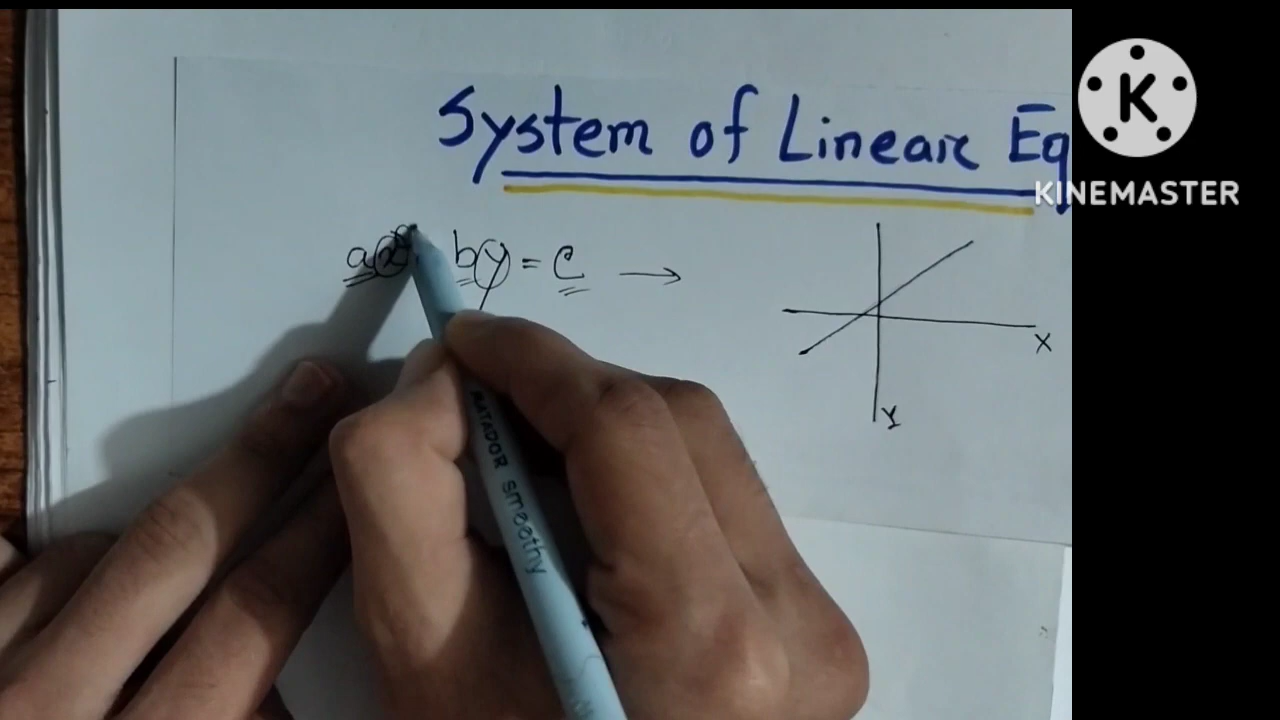 System of Linear Eq
K
KINEMASTER
ax by = c →
X
Y
MATADOR smoothy